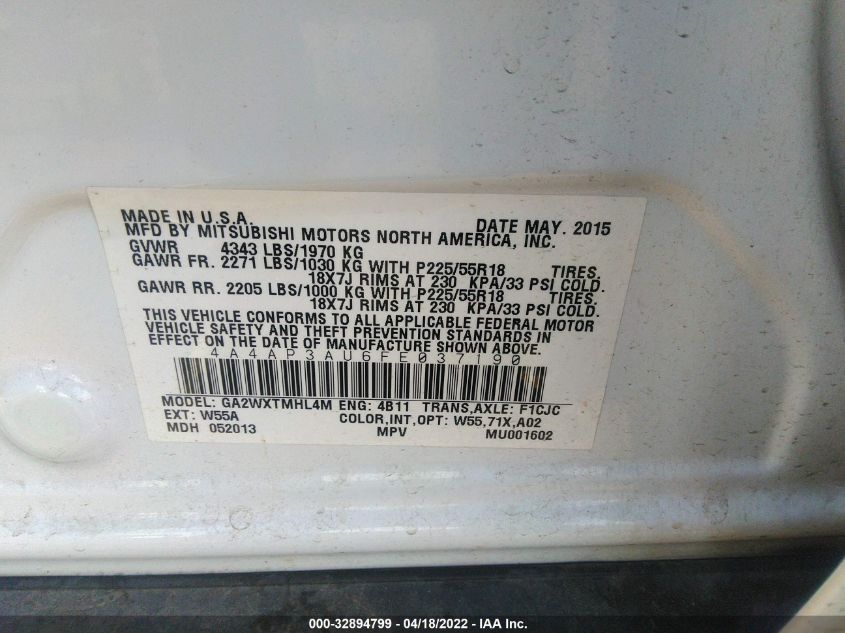 MADE IN U.S.A. DATE MAY. 2015
MFD BY MITSUBISHI MOTORS NORTH AMERICA, INC.
GVWR 4343 LBS/1970 KG
GAWR FR. 2271 LBS/1030 KG WITH P225/55R18 TIRES.
18X7J RIMS AT 230 KPA/33 PSI COLD.
GAWR RR. 2205 LBS/1000 KG WITH P225/55R18 TIRES.
18X7J RIMS AT 230 KPA/33 PSI COLD.
THIS VEHICLE CONFORMS TO ALL APPLICABLE FEDERAL MOTOR
VEHICLE SAFETY AND THEFT PREVENTION STANDARDS IN
EFFECT ON THE DATE OF MANUFACTURE SHOWN ABOVE.
4A4AP3AU6FE037190
MODEL: GA2WXTMHL4M ENG: 4B11 TRANS,AXLE: F1CJC
EXT: W55A COLOR,INT,OPT: W55,71X,A02
MDH 052013 MPV MU001602
000-32894799 - 04/18/2022 - IAA Inc.